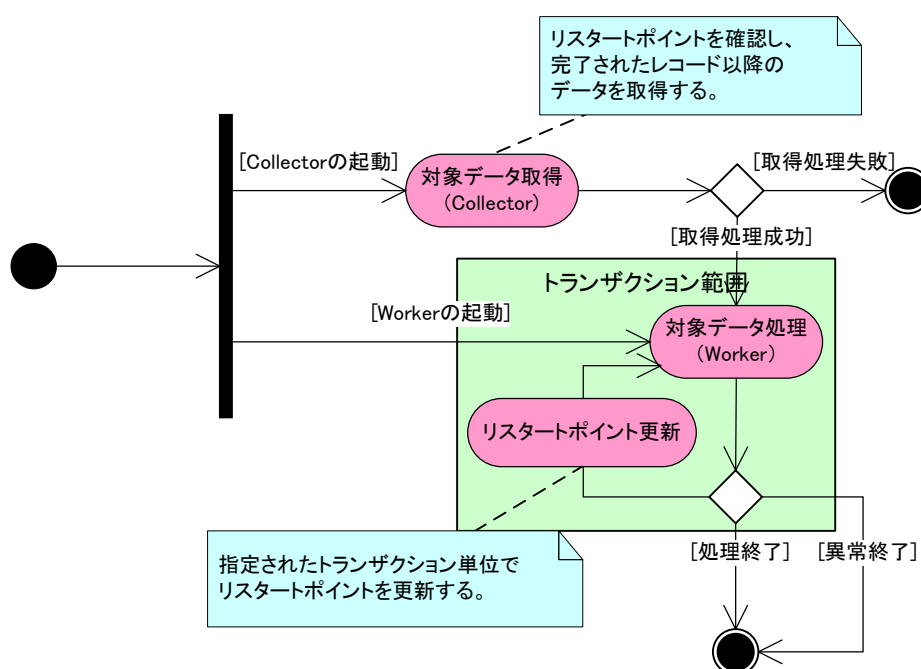 リスタートポイントを確認し、
完了されたレコード以降の
データを取得する。
[Collectorの起動]
対象データ取得
（Collector）
[取得処理失敗]
[取得処理成功]
トランザクション範囲
[Workerの起動]
対象データ処理
（Worker）
リスタートポイント更新
指定されたトランザクション単位で
リスタートポイントを更新する。
[処理終了]
[異常終了]